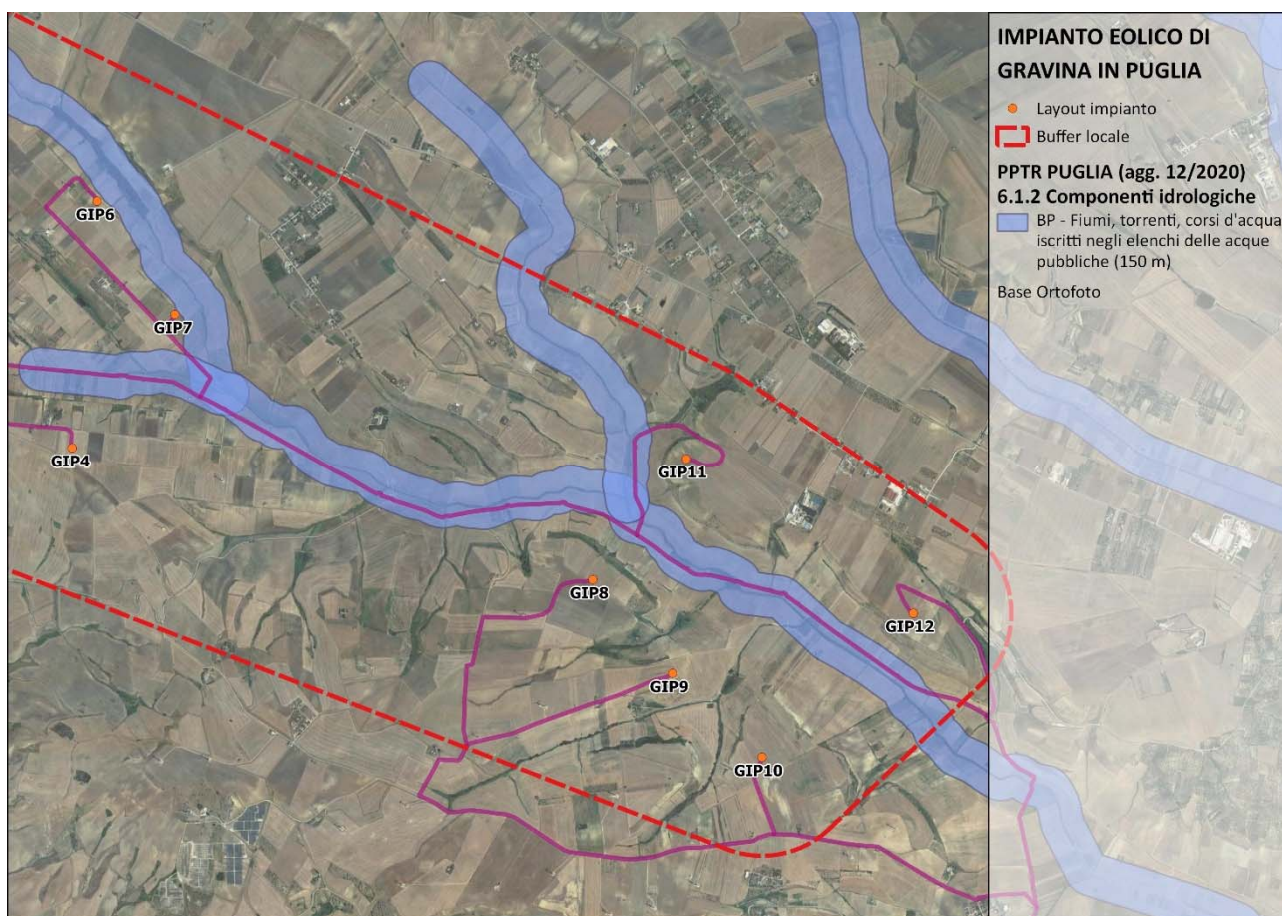 IMPIANTO EOLICO DI
GRAVINA IN PUGLIA
Layout impianto
Buffer locale
PPTR PUGLIA (agg. 12/2020)
6.1.2 Componenti idrologiche
BP - Fiumi, torrenti, corsi d'acqua
iscritti negli elenchi delle acque
pubbliche (150 m)
Base Ortofoto
GIP6
GIP7
GIP4
GIP11
GIP8
GIP12
GIP9
GIP10